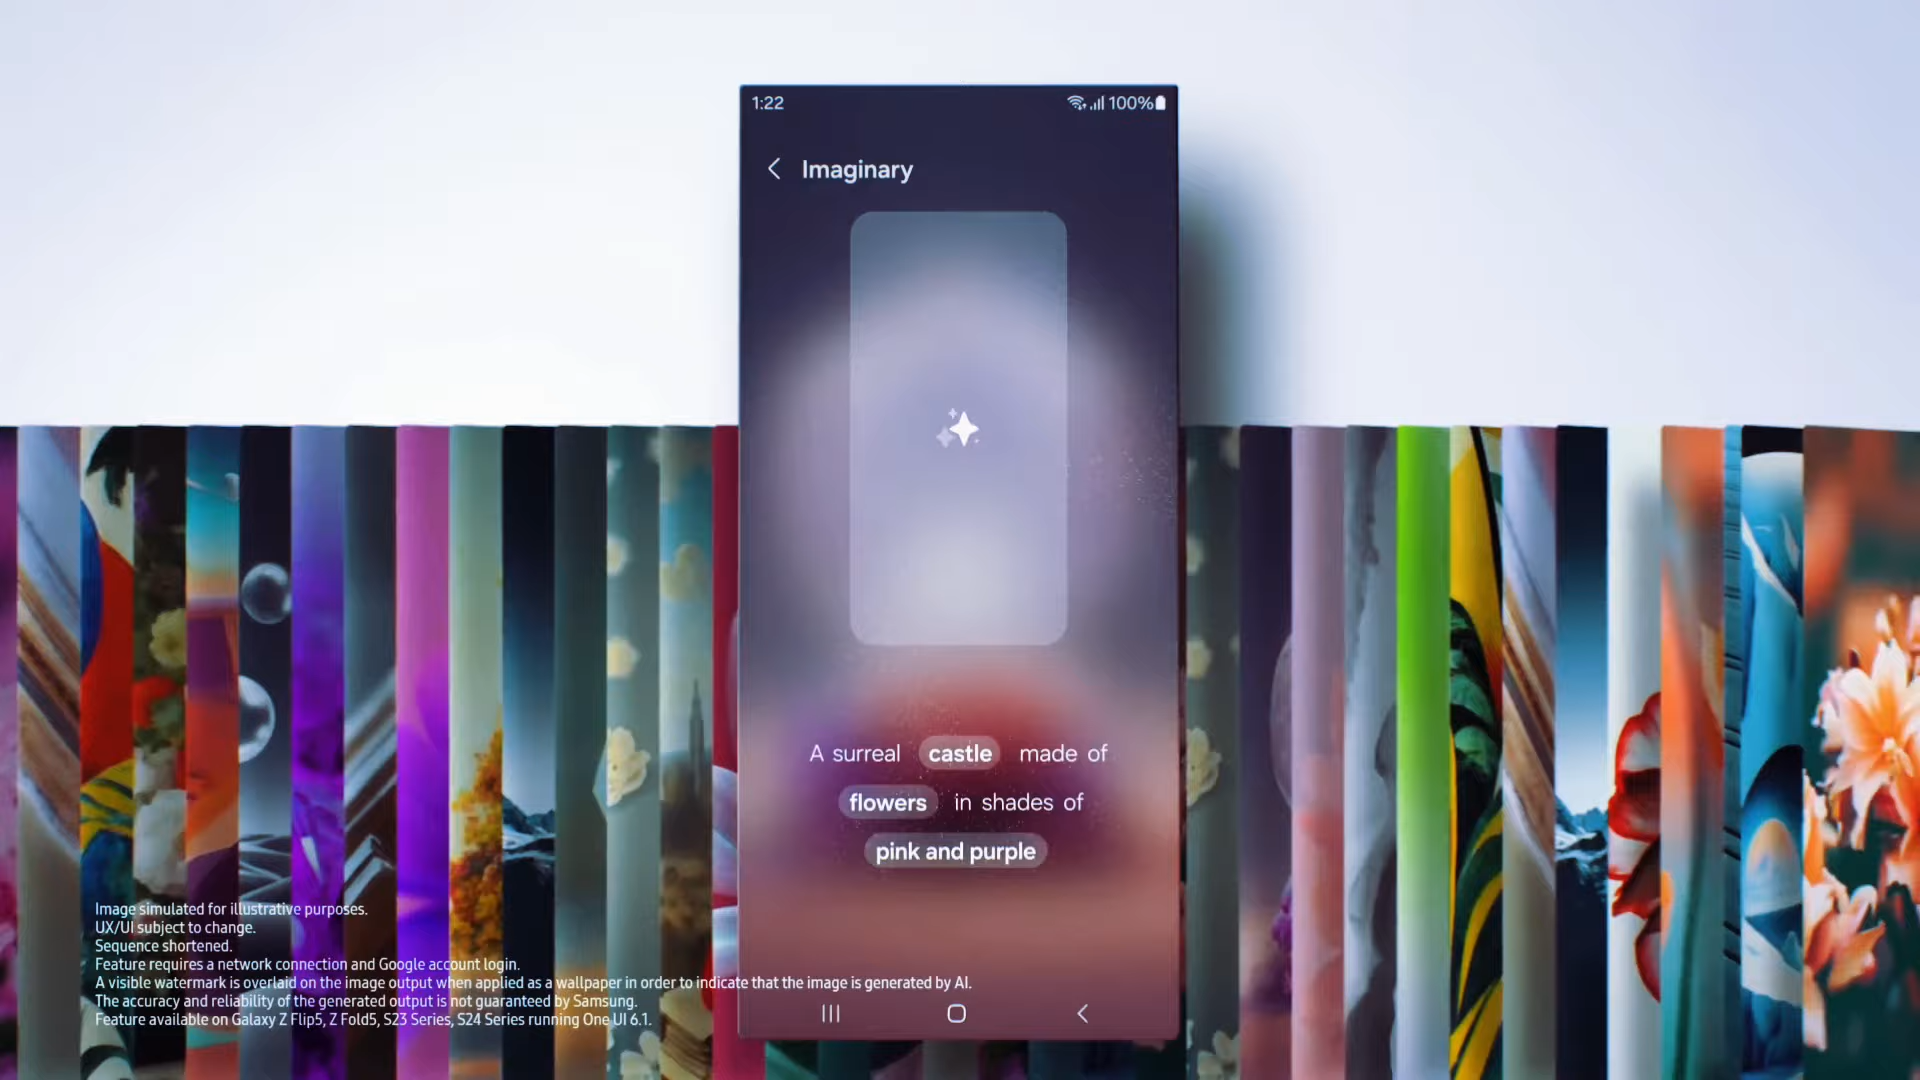 1:22
100%
Imaginary
A surreal castle made of
flowers in shades of
pink and purple
Image simulated for illustrative purposes.
UX/UI subject to change.
Sequence shortened.
Feature requires a network connection and Google account login.
A visible watermark is overlaid on the image output when applied as a wallpaper in order to indicate that the image is generated by AI.
The accuracy and reliability of the generated output is not guaranteed by Samsung.
Feature available on Galaxy Z Flip5, Z Fold5, S23 Series, S24 Series running One UI 6.1.